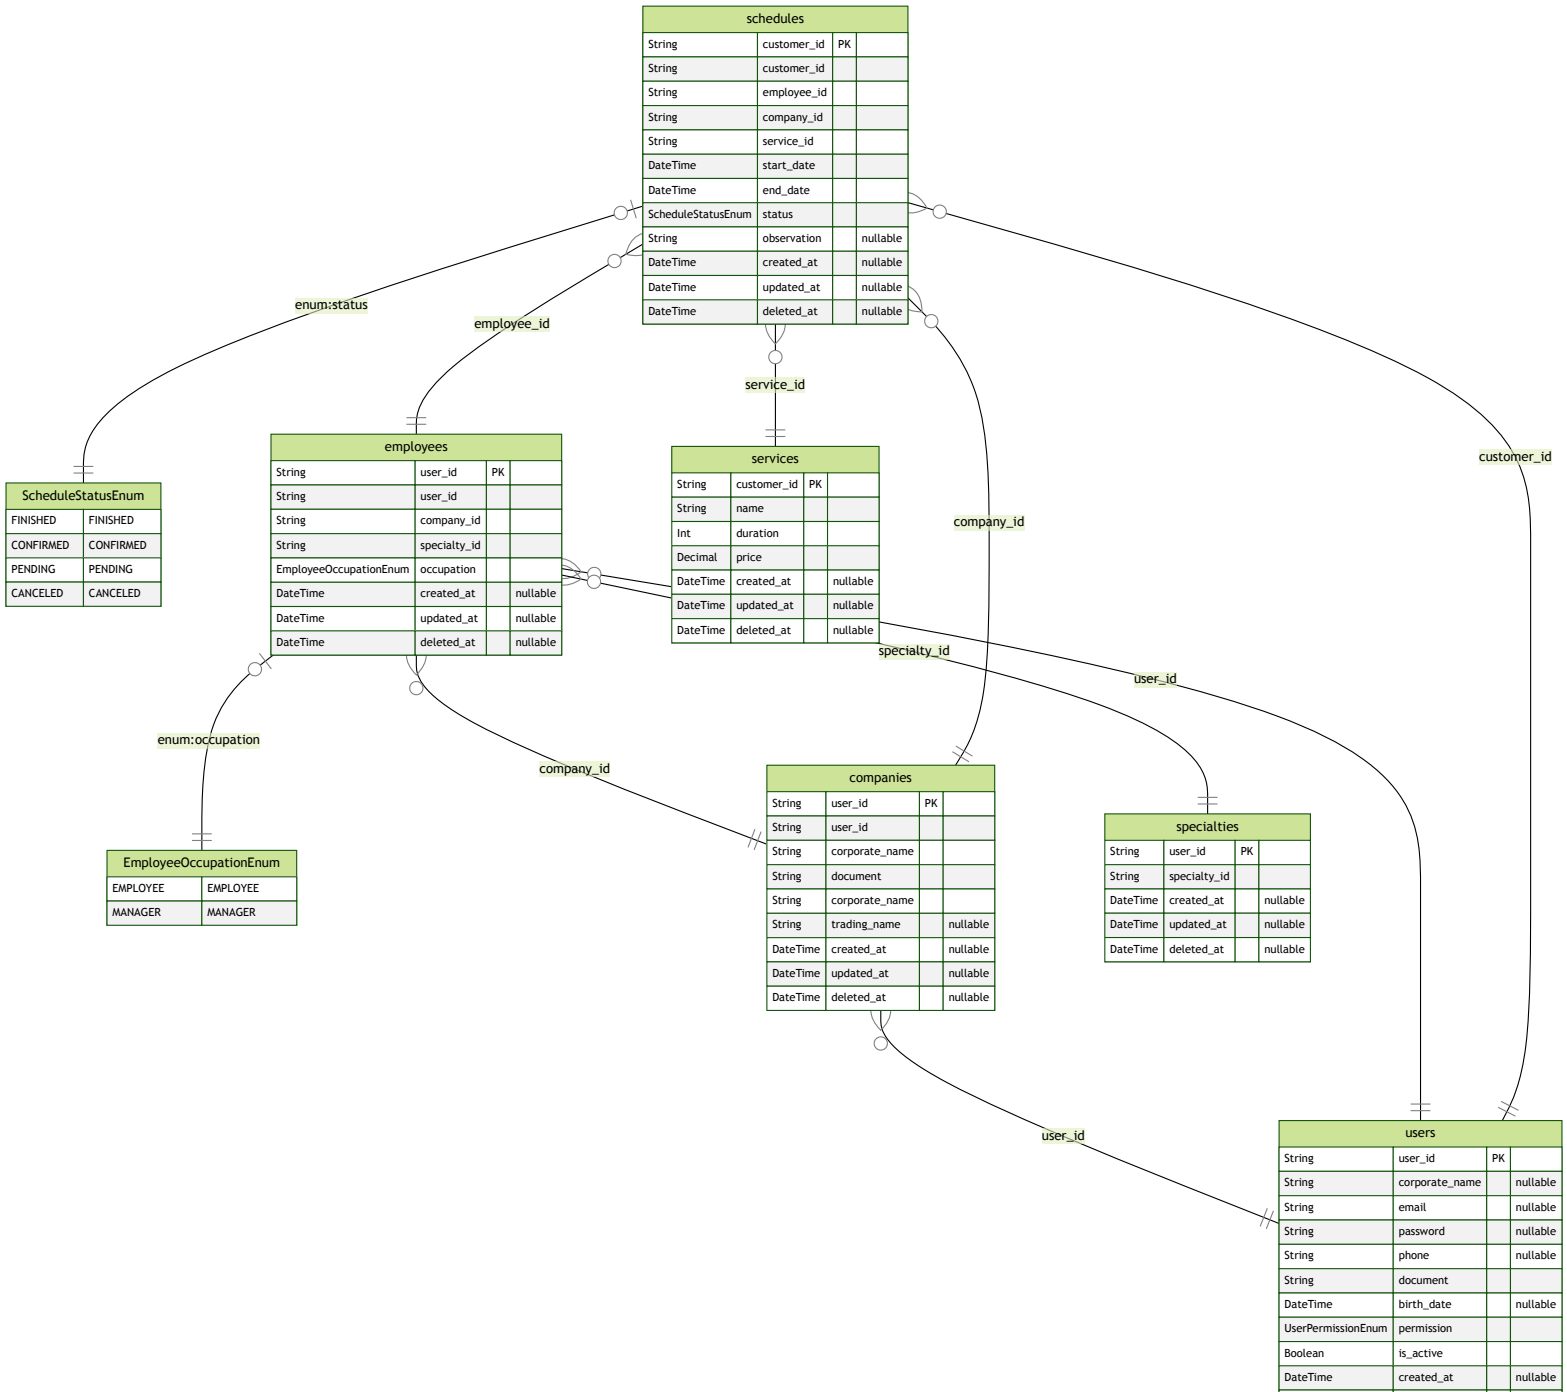 schedules
String customer_id PK
String customer_id
String employee_id
String company_id
String service_id
DateTime start_date
DateTime end_date
ScheduleStatusEnum status
String observation nullable
DateTime created_at nullable
DateTime updated_at nullable
DateTime deleted_at nullable
enum:status
employee_id
service_id
customer_id
company_id
ScheduleStatusEnum
FINISHED FINISHED
CONFIRMED CONFIRMED
PENDING PENDING
CANCELED CANCELED
employees
String user_id PK
String user_id
String company_id
String specialty_id
EmployeeOccupationEnum occupation
DateTime created_at nullable
DateTime updated_at nullable
DateTime deleted_at nullable
services
String customer_id PK
String name
Int duration
Decimal price
DateTime created_at nullable
DateTime updated_at nullable
DateTime deleted_at nullable
specialty_id
user_id
enum:occupation
company_id
EmployeeOccupationEnum
EMPLOYEE EMPLOYEE
MANAGER MANAGER
companies
String user_id PK
String user_id
String corporate_name
String document
String corporate_name
String trading_name nullable
DateTime created_at nullable
DateTime updated_at nullable
DateTime deleted_at nullable
specialties
String user_id PK
String specialty_id
DateTime created_at nullable
DateTime updated_at nullable
DateTime deleted_at nullable
user_id
users
String user_id PK
String corporate_name nullable
String email nullable
String password nullable
String phone nullable
String document
DateTime birth_date nullable
UserPermissionEnum permission
Boolean is_active
DateTime created_at nullable